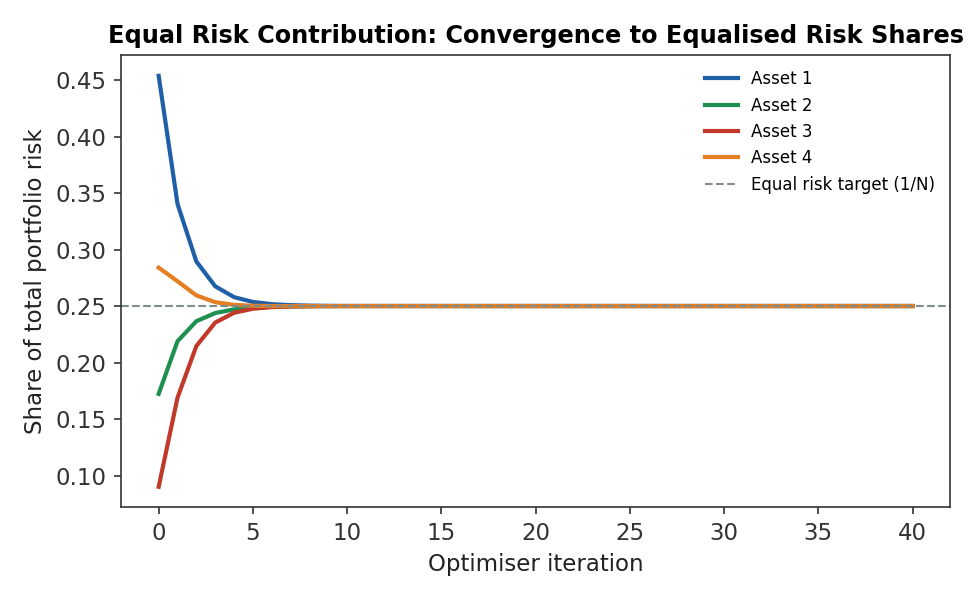 Equal Risk Contribution: Convergence to Equalised Risk Shares
Share of total portfolio risk
0.45
0.40
0.35
0.30
0.25
0.20
0.15
0.10
Asset 1
Asset 2
Asset 3
Asset 4
Equal risk target (1/N)
0 5 10 15 20 25 30 35 40
Optimiser iteration